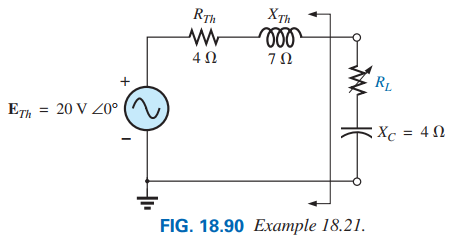 R_Th
X_Th
4 Ω
7 Ω
R_L
+
E_Th = 20 V ∠0°
–
X_C = 4 Ω
FIG. 18.90 Example 18.21.